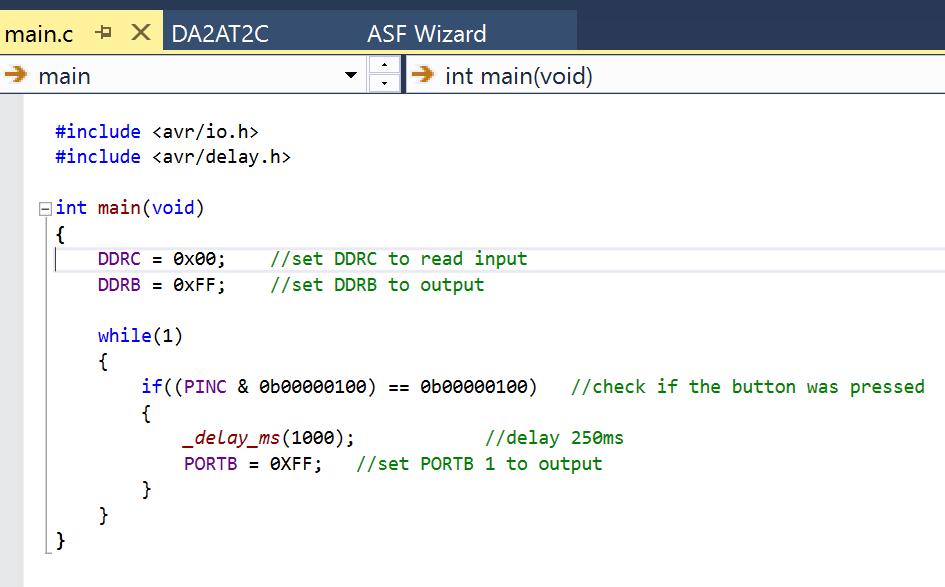 main.c DA2AT2C ASF Wizard
main int main(void)
#include <avr/io.h>
#include <avr/delay.h>
int main(void)
{
DDRC = 0x00; //set DDRC to read input
DDRB = 0xFF; //set DDRB to output
while(1)
{
if((PINC & 0b00000100) == 0b00000100) //check if the button was pressed
{
_delay_ms(1000); //delay 250ms
PORTB = 0XFF; //set PORTB 1 to output
}
}
}